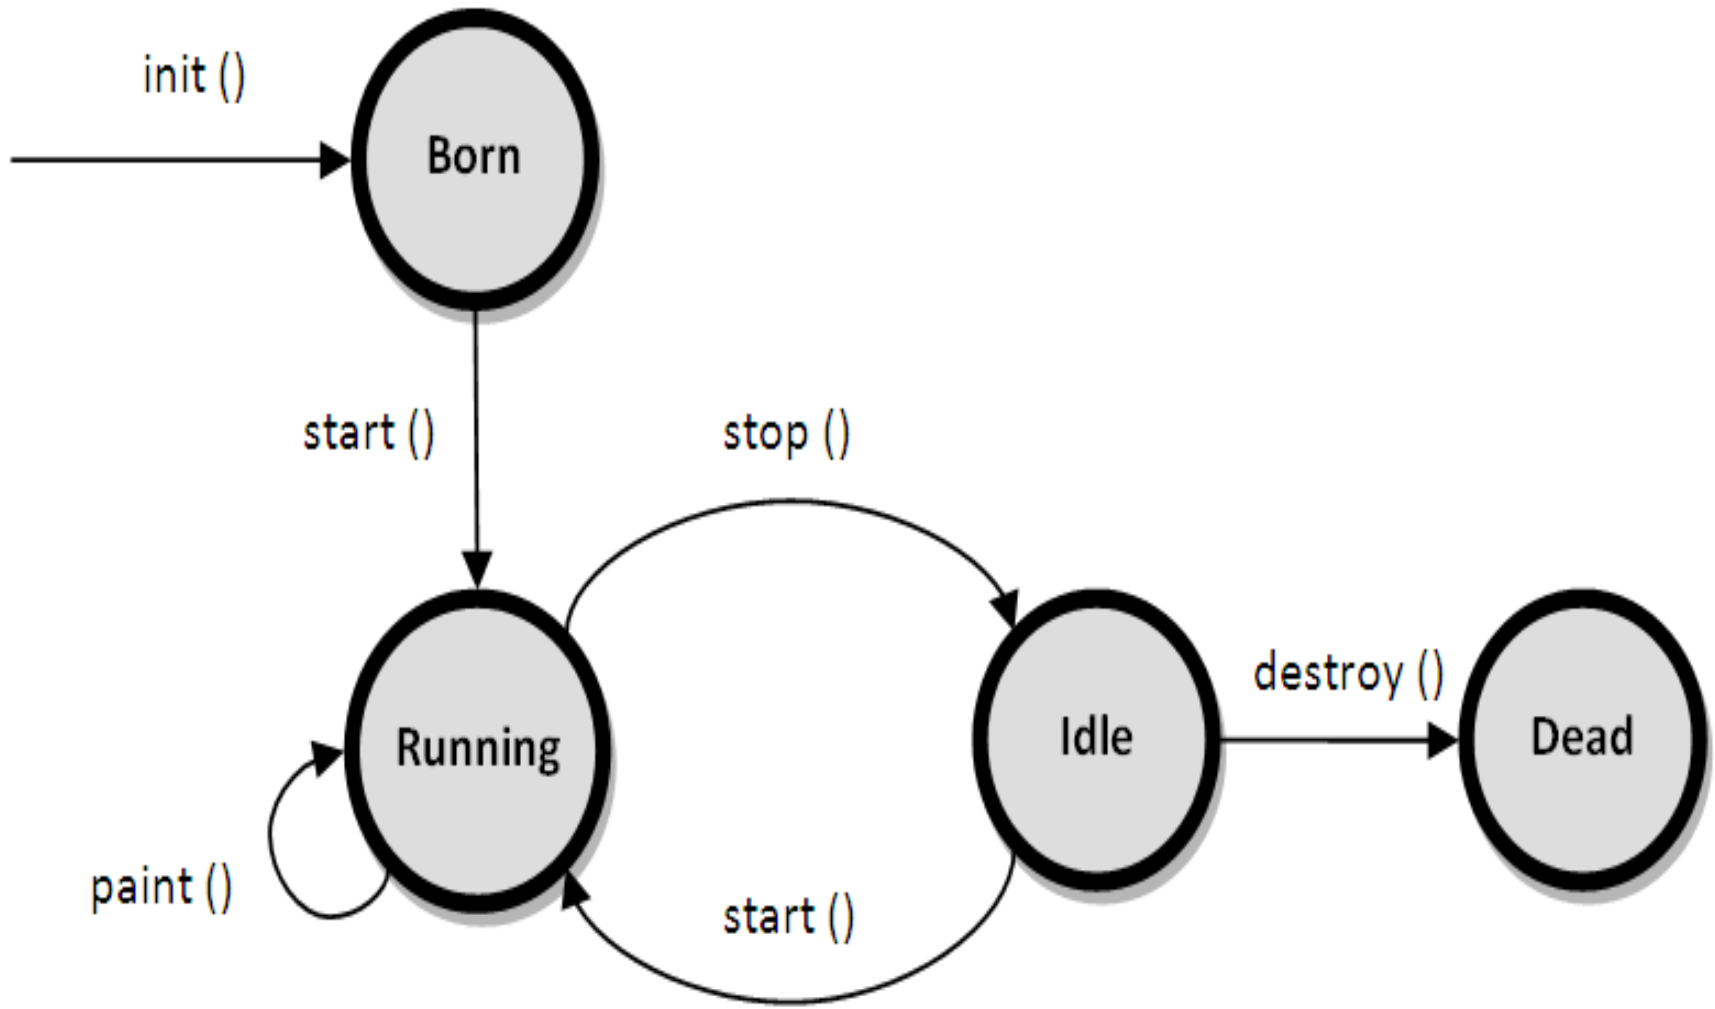 init ()
Born
start ()
stop ()
Running
Idle
destroy ()
Dead
paint ()
start ()